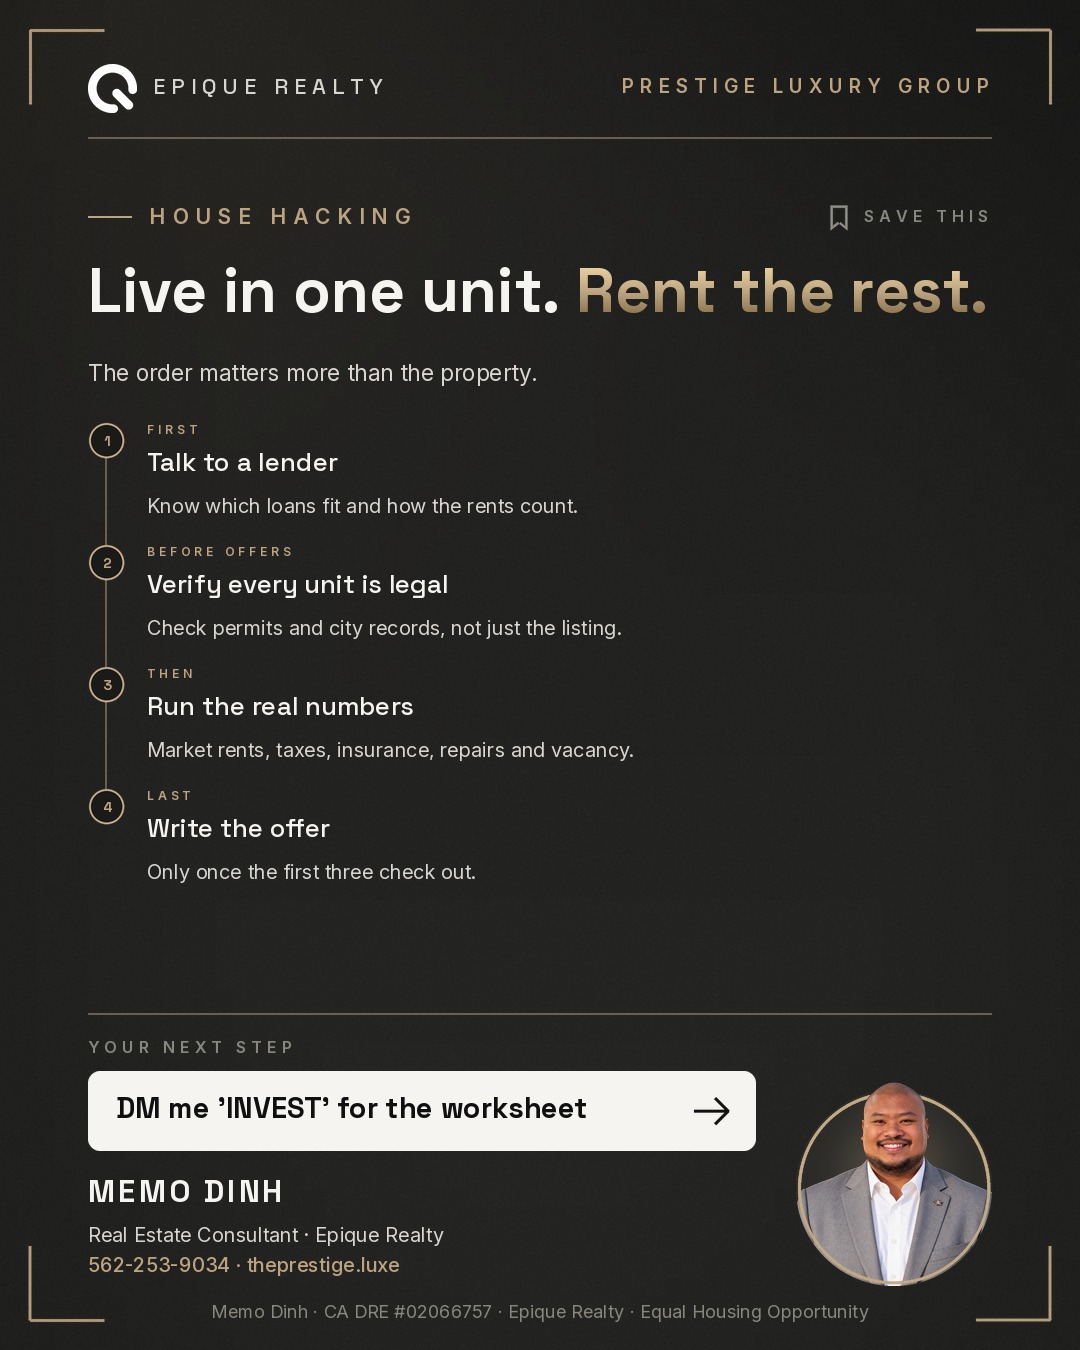 EPIQUE REALTY
PRESTIGE LUXURY GROUP
HOUSE HACKING
SAVE THIS
Live in one unit. Rent the rest.
The order matters more than the property.
1
FIRST
Talk to a lender
Know which loans fit and how the rents count.
2
BEFORE OFFERS
Verify every unit is legal
Check permits and city records, not just the listing.
3
THEN
Run the real numbers
Market rents, taxes, insurance, repairs and vacancy.
4
LAST
Write the offer
Only once the first three check out.
YOUR NEXT STEP
DM me ’INVEST’ for the worksheet
MEMO DINH
Real Estate Consultant · Epique Realty
562-253-9034 · theprestige.luxe
Memo Dinh · CA DRE #02066757 · Epique Realty · Equal Housing Opportunity